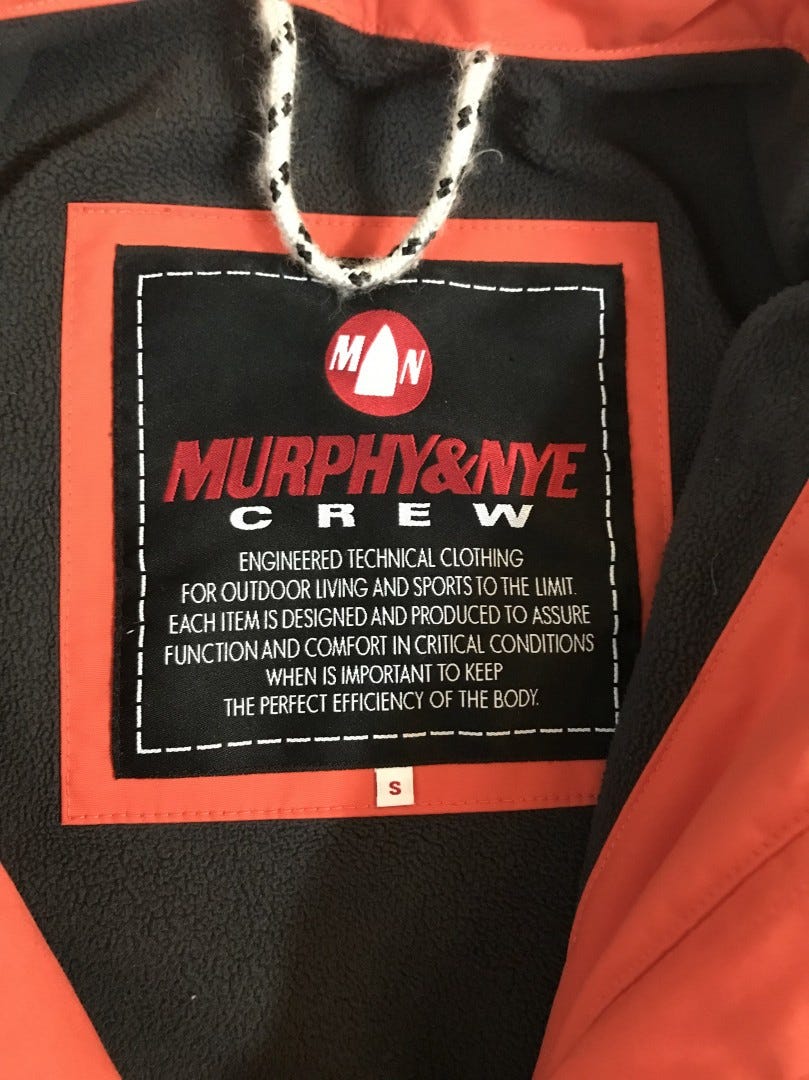 M N
MURPHY&NYE
CREW
ENGINEERED TECHNICAL CLOTHING
FOR OUTDOOR LIVING AND SPORTS TO THE LIMIT.
EACH ITEM IS DESIGNED AND PRODUCED TO ASSURE
FUNCTION AND COMFORT IN CRITICAL CONDITIONS
WHEN IS IMPORTANT TO KEEP
THE PERFECT EFFICIENCY OF THE BODY.
S